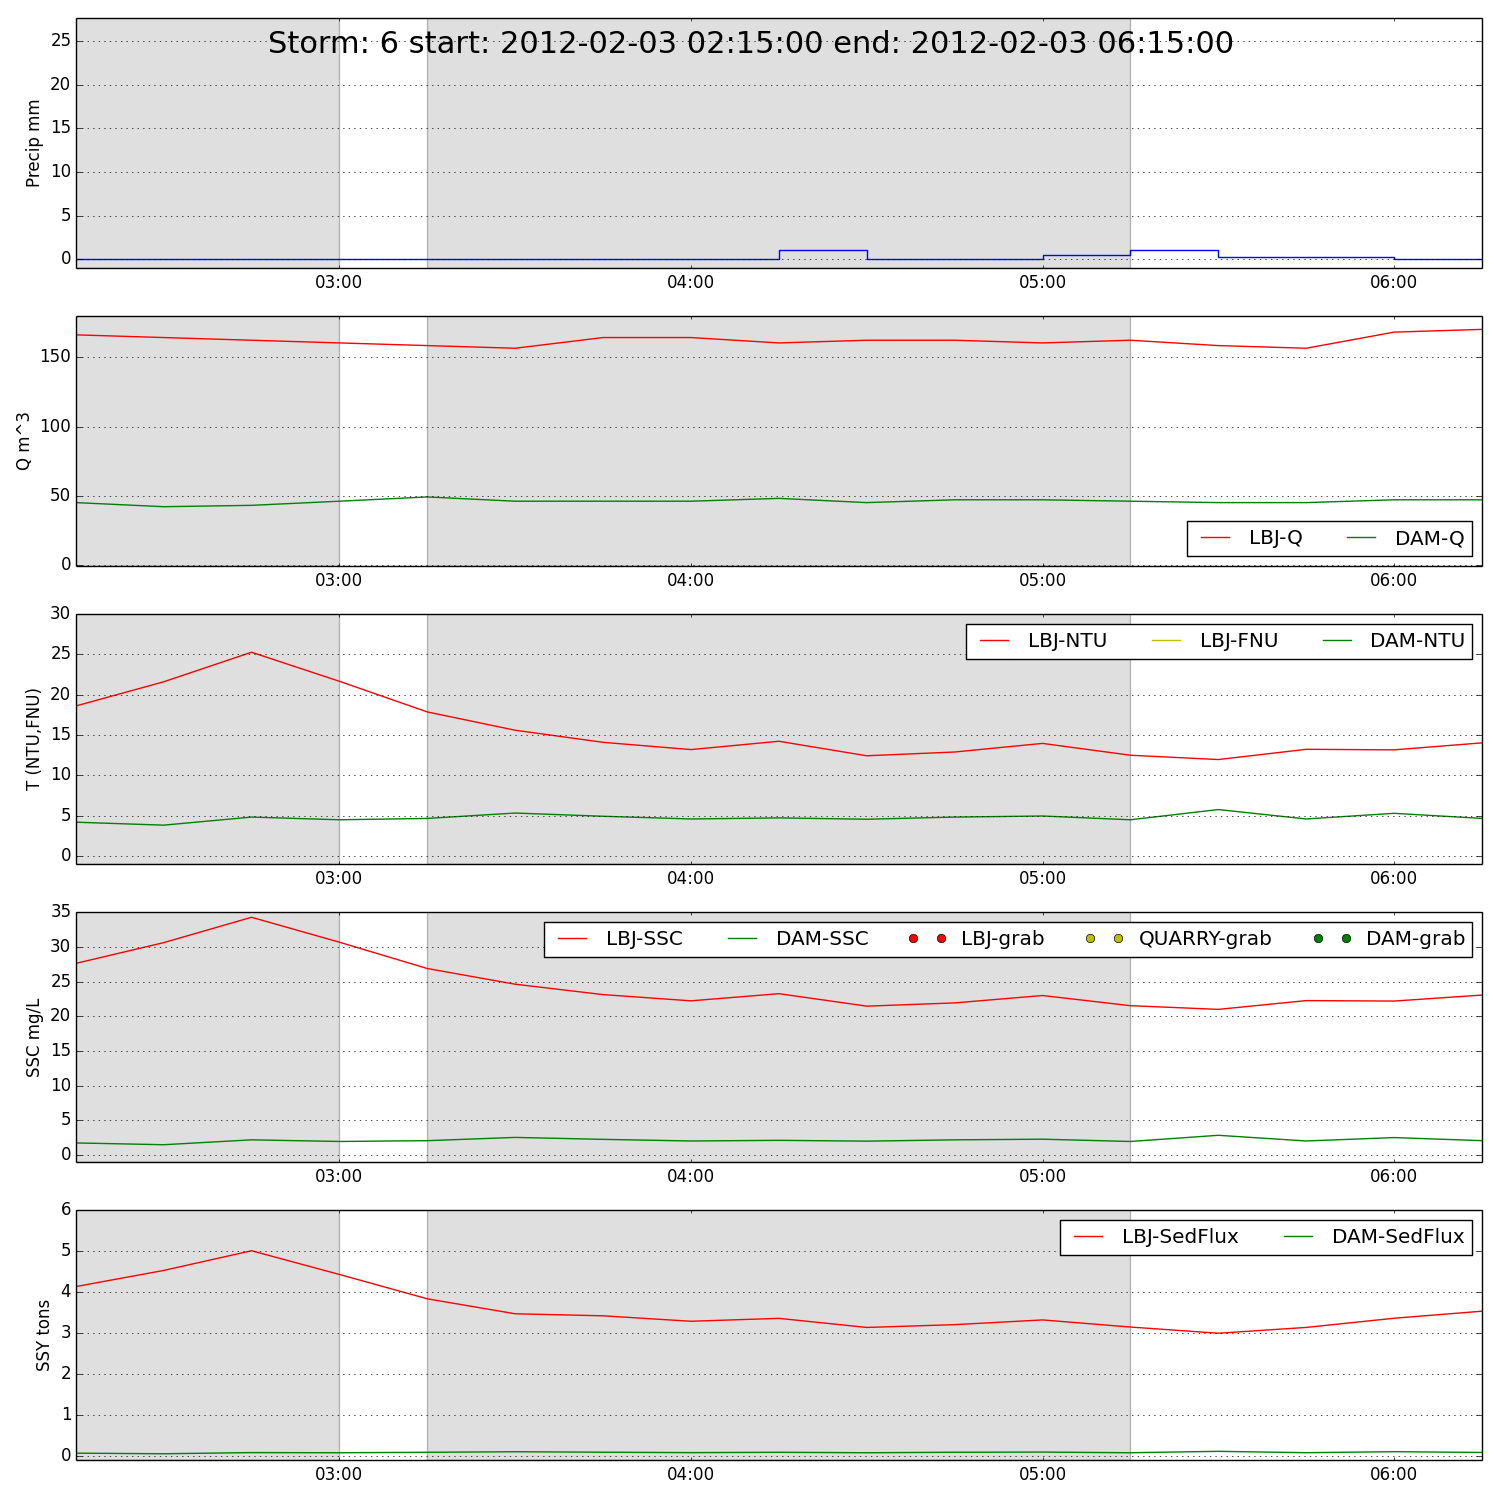 Storm: 6 start: 2012-02-03 02:15:00 end: 2012-02-03 06:15:00
Precip mm
25
20
15
10
5
0
03:00 04:00 05:00 06:00
Q m^3
150
100
50
0
LBJ-Q DAM-Q
03:00 04:00 05:00 06:00
T (NTU,FNU)
30
25
20
15
10
5
0
LBJ-NTU LBJ-FNU DAM-NTU
03:00 04:00 05:00 06:00
SSC mg/L
35
30
25
20
15
10
5
0
LBJ-SSC DAM-SSC LBJ-grab QUARRY-grab DAM-grab
03:00 04:00 05:00 06:00
SSY tons
6
5
4
3
2
1
0
LBJ-SedFlux DAM-SedFlux
03:00 04:00 05:00 06:00